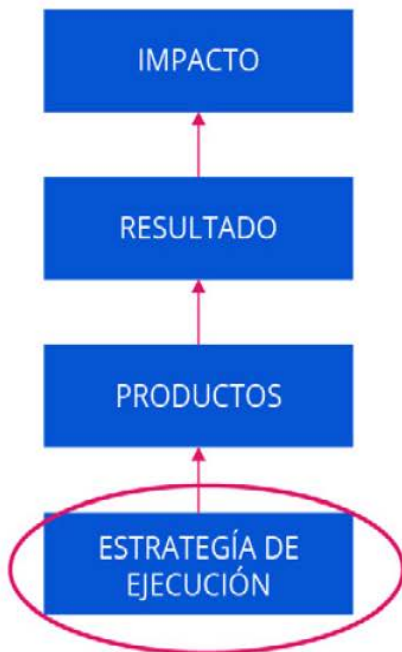 IMPACTO
RESULTADO
PRODUCTOS
ESTRATEGÍA DE
EJECUCIÓN